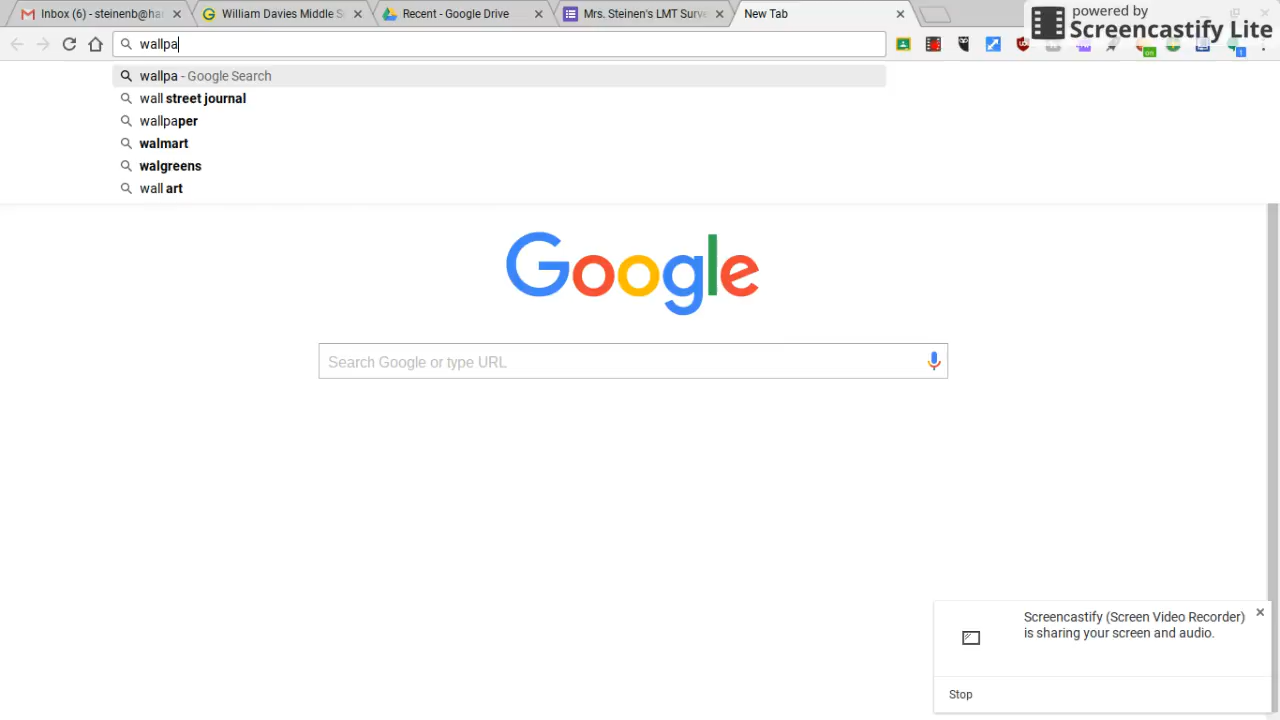 Inbox (6) - steinenb@ha
William Davies Middle S
Recent - Google Drive
Mrs. Steinen's LMT Surve
New Tab
powered by
Screencastify Lite
wallpa
on
1
wallpa - Google Search
wall street journal
wallpaper
walmart
walgreens
wall art
Google
Search Google or type URL
Screencastify (Screen Video Recorder)
is sharing your screen and audio.
Stop